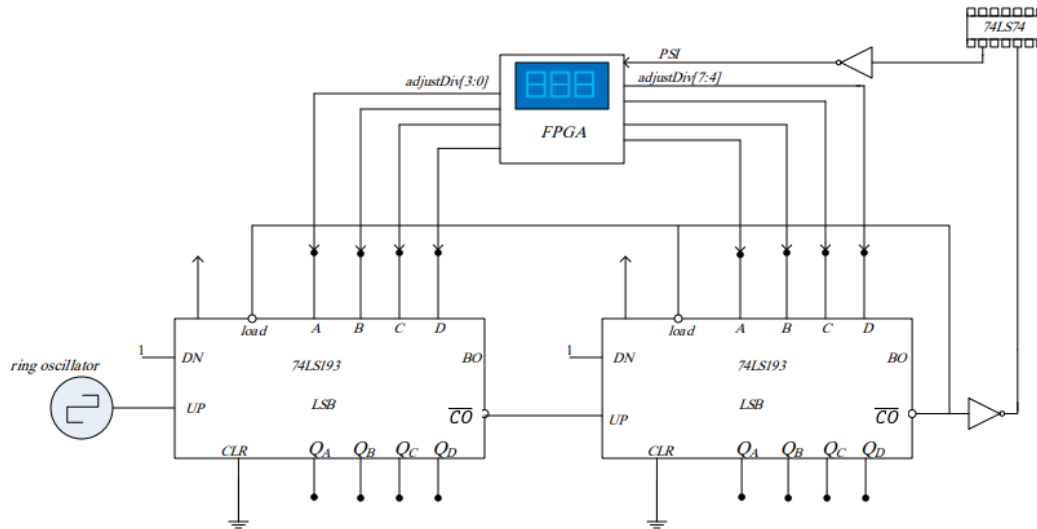 74LS74
PSI
adjustDiv[3:0]
adjustDiv[7:4]
FPGA
load
A
B
C
D
load
A
B
C
D
1
DN
74LS193
BO
1
DN
74LS193
BO
ring oscillator
UP
LSB
CO
UP
LSB
CO
CLR
QA
QB
QC
QD
CLR
QA
QB
QC
QD